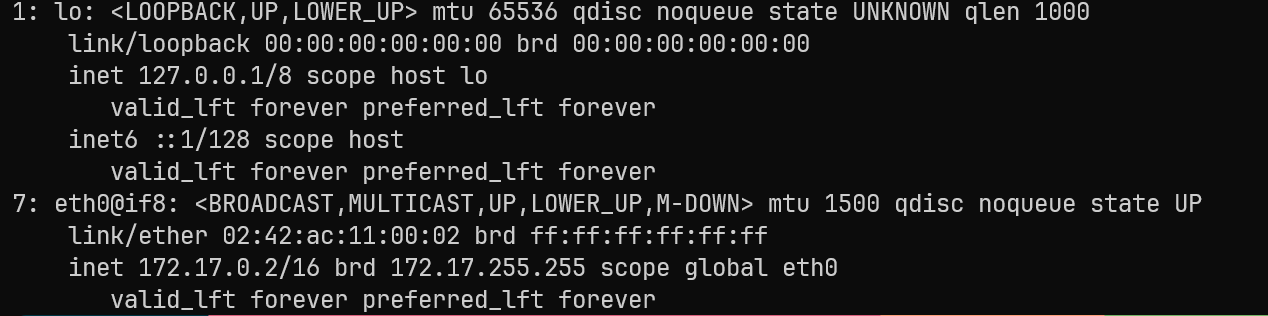 1: lo: <LOOPBACK,UP,LOWER_UP> mtu 65536 qdisc noqueue state UNKNOWN qlen 1000
    link/loopback 00:00:00:00:00:00 brd 00:00:00:00:00:00
    inet 127.0.0.1/8 scope host lo
       valid_lft forever preferred_lft forever
    inet6 ::1/128 scope host
       valid_lft forever preferred_lft forever
7: eth0@if8: <BROADCAST,MULTICAST,UP,LOWER_UP,M-DOWN> mtu 1500 qdisc noqueue state UP
    link/ether 02:42:ac:11:00:02 brd ff:ff:ff:ff:ff:ff
    inet 172.17.0.2/16 brd 172.17.255.255 scope global eth0
       valid_lft forever preferred_lft forever